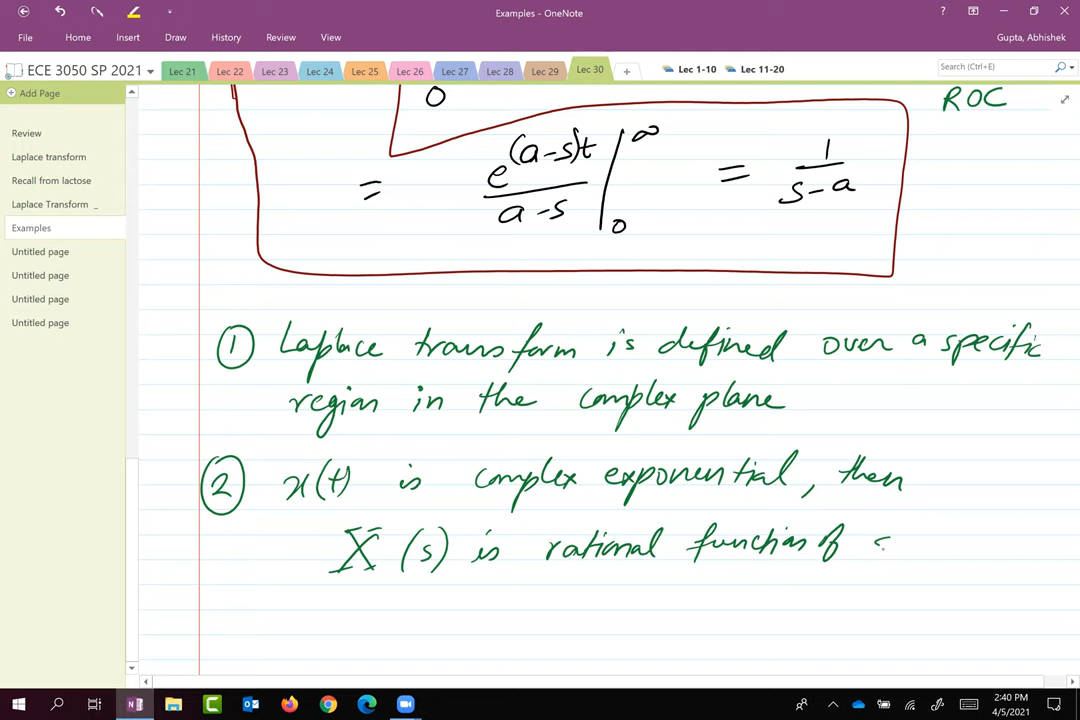 Examples - OneNote
?
File Home Insert Draw History Review View
Gupta, Abhishek
ECE 3050 SP 2021
Lec 21 Lec 22 Lec 23 Lec 24 Lec 25 Lec 26 Lec 27 Lec 28 Lec 29 Lec 30 + Lec 1-10 Lec 11-20
Search (Ctrl+E)
Add Page
Review
Laplace transform
Recall from lactose
Laplace Transform _
Examples
Untitled page
Untitled page
Untitled page
Untitled page
0
ROC
= e^(a-s)t / a-s |_0^∞ = 1 / s-a
① Laplace transform is defined over a specific
region in the complex plane
② x(t) is complex exponential, then
X (s) is rational function of
2:40 PM
4/5/2021